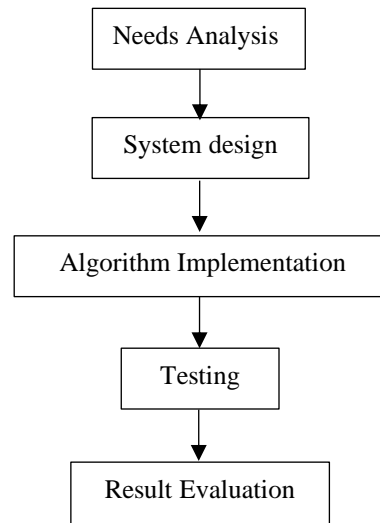 Needs Analysis
System design
Algorithm Implementation
Testing
Result Evaluation